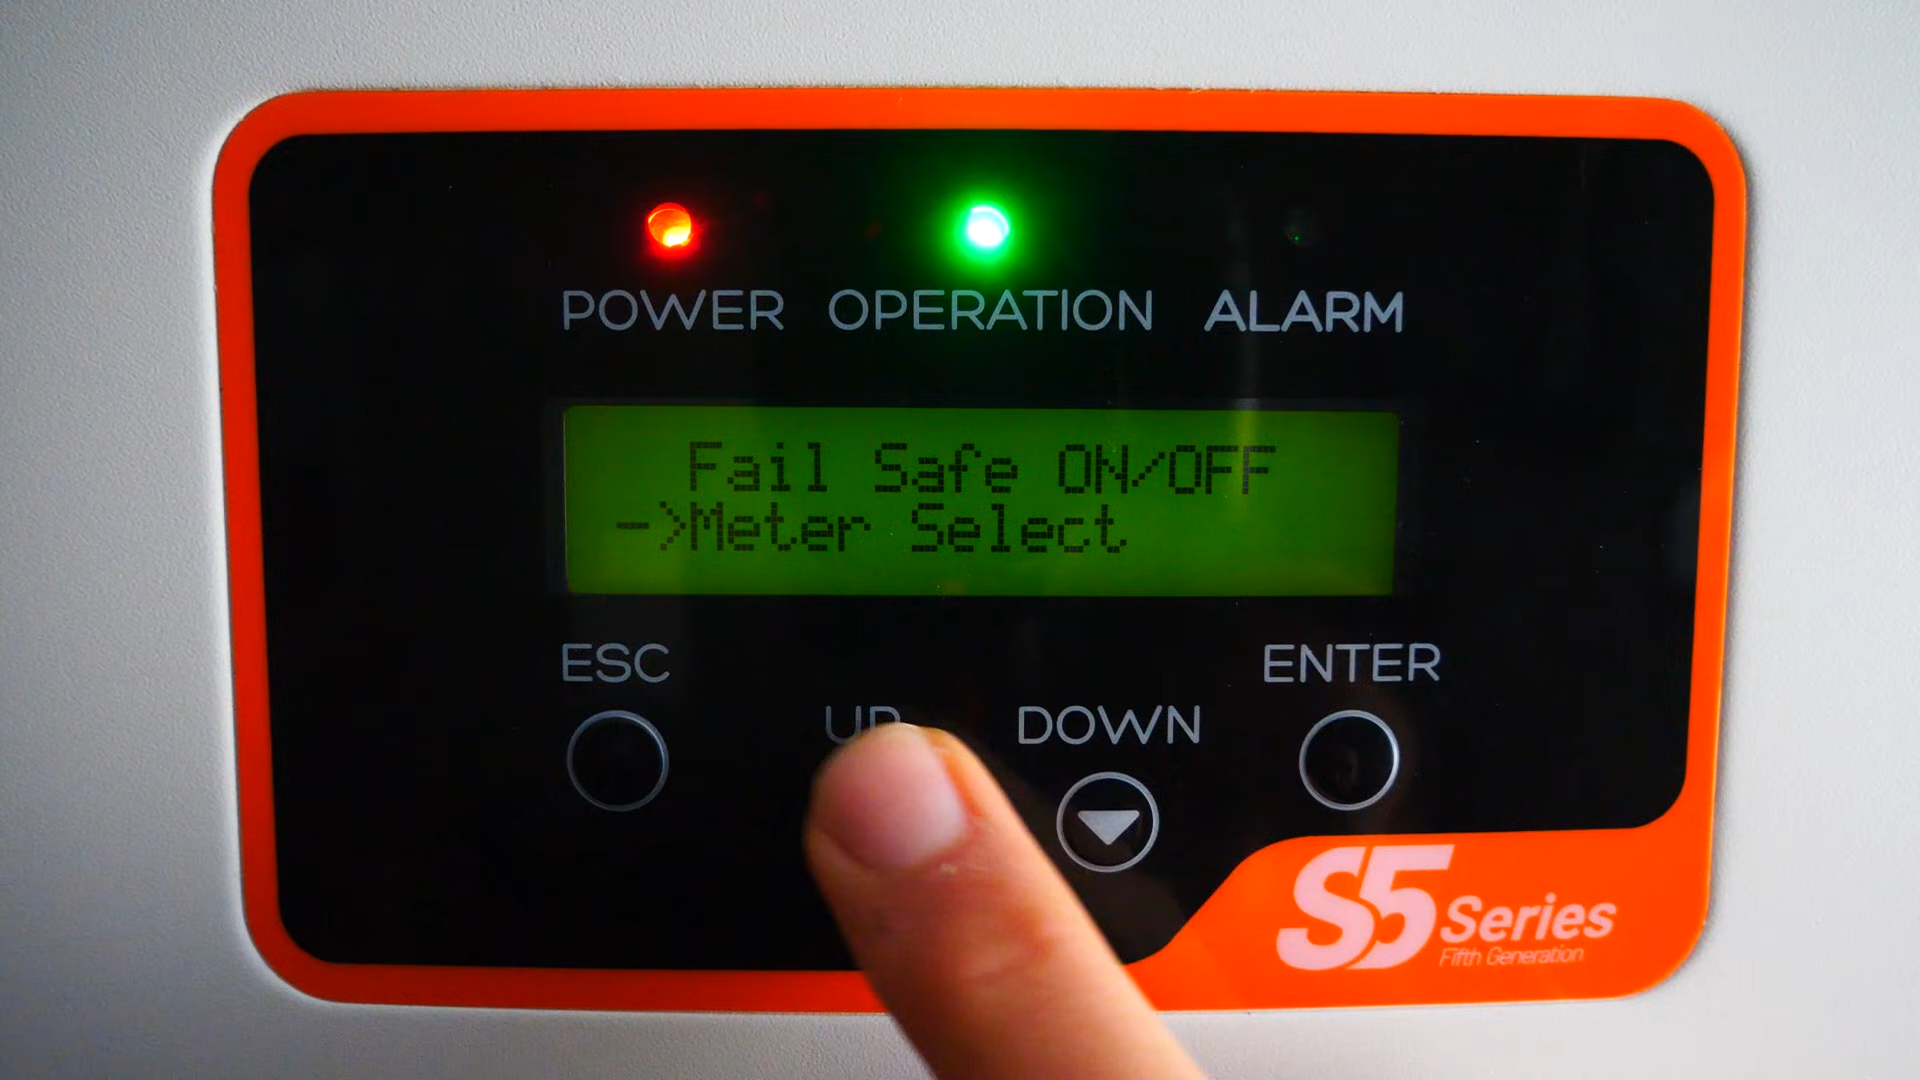 POWER OPERATION ALARM
Fail Safe ON/OFF
->Meter Select
ESC
ENTER
UP
DOWN
S5 Series
Fifth Generation